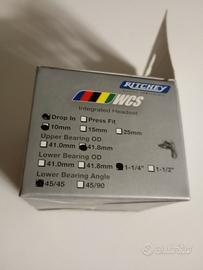 RITCHEY
WCS
Integrated Headset
Drop In Press Fit
10mm 15mm 25mm
Upper Bearing OD
41.0mm 41.8mm
Lower Bearing OD
41.0mm 41.8mm 1-1/4" 1-1/2"
Lower Bearing Angle
45/45 45/90
subito